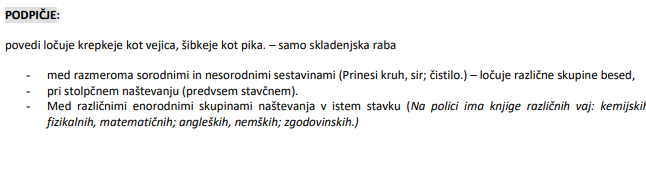 PODPIČJE:
povedi ločuje krepkeje kot vejica, šibkeje kot pika. – samo skladenjska raba
- med razmeroma sorodnimi in nesorodnimi sestavinami (Prinesi kruh, sir; čistilo.) – ločuje različne skupine besed,
- pri stolpčnem naštevanju (predvsem stavčnem).
- Med različnimi enorodnimi skupinami naštevanja v istem stavku (Na polici ima knjige različnih vaj: kemijskih
fizikalnih, matematičnih; angleških, nemških; zgodovinskih.)